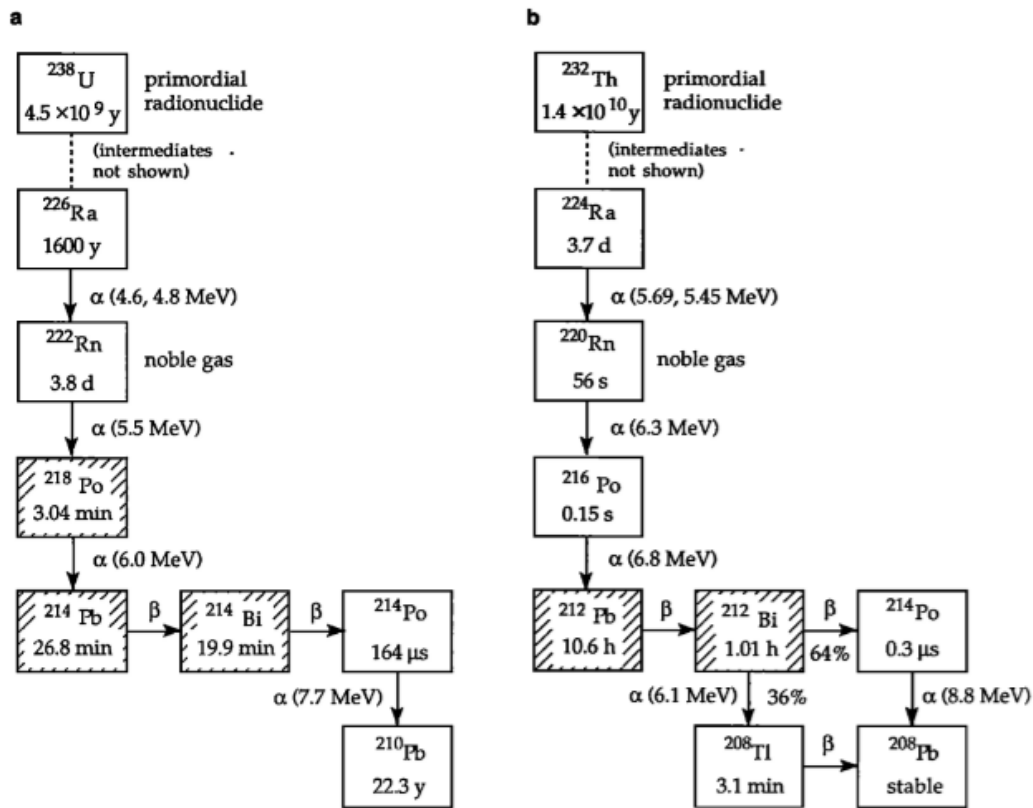 a
238U
4.5 ×10 9 y
primordial
radionuclide
(intermediates
not shown)
226Ra
1600 y
α (4.6, 4.8 MeV)
222Rn
3.8 d
noble gas
α (5.5 MeV)
218 Po
3.04 min
α (6.0 MeV)
214 Pb
26.8 min
β
214 Bi
19.9 min
β
214Po
164 µs
α (7.7 MeV)
210Pb
22.3 y
b
232Th
1.4 ×10 10 y
primordial
radionuclide
(intermediates
not shown)
224Ra
3.7 d
α (5.69, 5.45 MeV)
220Rn
56 s
noble gas
α (6.3 MeV)
216 Po
0.15 s
α (6.8 MeV)
212 Pb
10.6 h
β
212 Bi
1.01 h
β
64%
214Po
0.3 µs
α (6.1 MeV)
36%
α (8.8 MeV)
208Tl
3.1 min
β
208Pb
stable